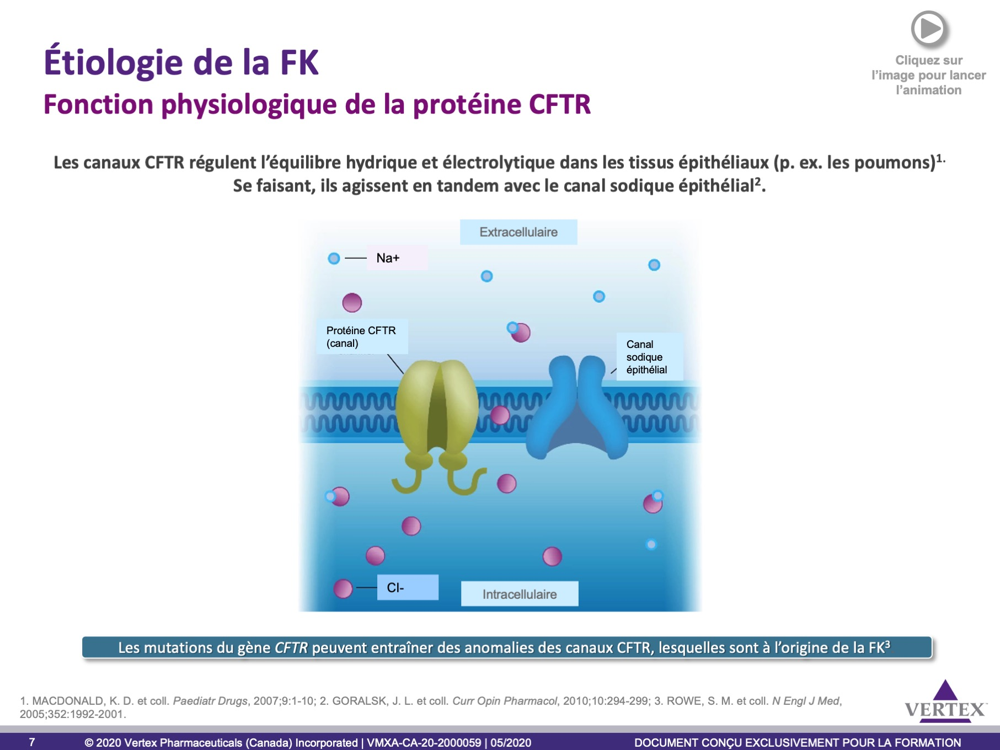 Cliquez sur
l’image pour lancer
l’animation
Étiologie de la FK
Fonction physiologique de la protéine CFTR
Les canaux CFTR régulent l’équilibre hydrique et électrolytique dans les tissus épithéliaux (p. ex. les poumons)1.
Se faisant, ils agissent en tandem avec le canal sodique épithélial2.
Extracellulaire
Na+
Protéine CFTR
(canal)
Canal
sodique
épithélial
Cl-
Intracellulaire
Les mutations du gène CFTR peuvent entraîner des anomalies des canaux CFTR, lesquelles sont à l’origine de la FK3
1. MACDONALD, K. D. et coll. Paediatr Drugs, 2007;9:1-10; 2. GORALSK, J. L. et coll. Curr Opin Pharmacol, 2010;10:294-299; 3. ROWE, S. M. et coll. N Engl J Med,
2005;352:1992-2001.
VERTEX
7 © 2020 Vertex Pharmaceuticals (Canada) Incorporated | VMXA-CA-20-2000059 | 05/2020 DOCUMENT CONÇU EXCLUSIVEMENT POUR LA FORMATION